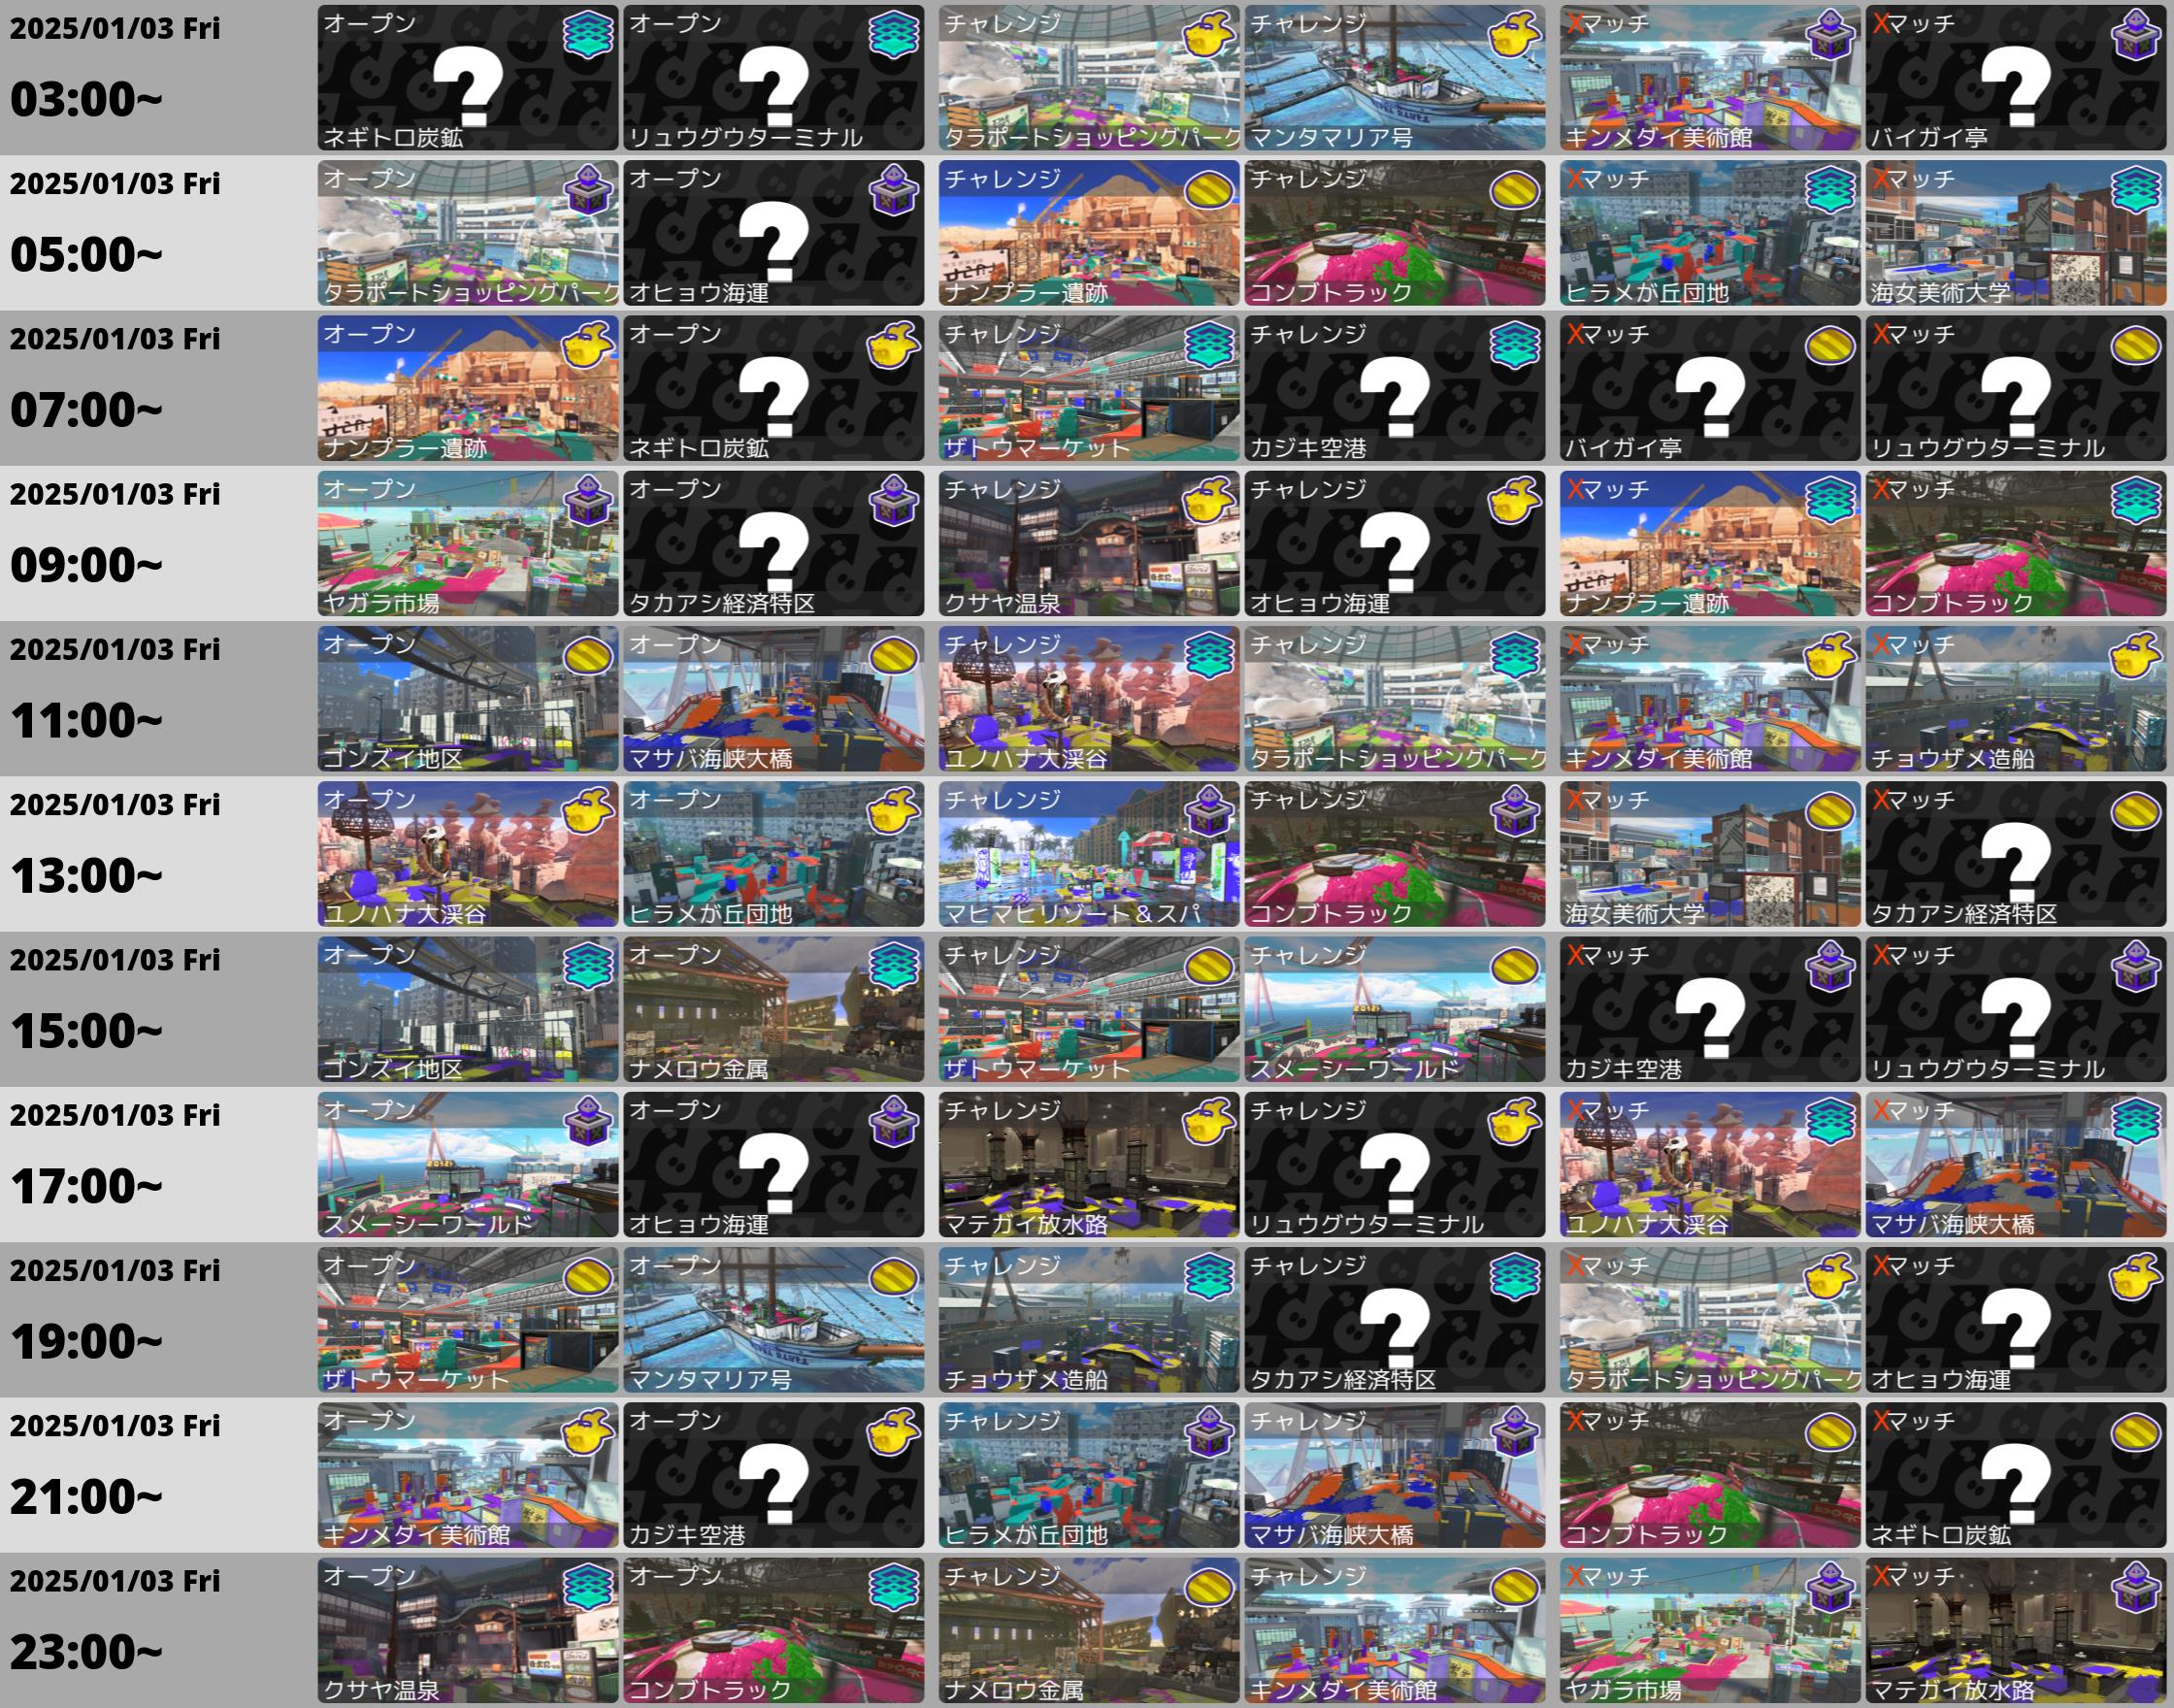 2025/01/03 Fri
03:00~
オープン
ネギトロ炭鉱
オープン
リュウグウターミナル
チャレンジ
タラポートショッピングパーク
チャレンジ
マンタマリア号
Xマッチ
キンメダイ美術館
Xマッチ
バイガイ亭
2025/01/03 Fri
05:00~
オープン
タラポートショッピングパーク
オープン
オヒョウ海運
チャレンジ
ナンプラー遺跡
チャレンジ
コンブトラック
Xマッチ
ヒラメが丘団地
Xマッチ
海女美術大学
2025/01/03 Fri
07:00~
オープン
ナンプラー遺跡
オープン
ネギトロ炭鉱
チャレンジ
ザトウマーケット
チャレンジ
カジキ空港
Xマッチ
バイガイ亭
Xマッチ
リュウグウターミナル
2025/01/03 Fri
09:00~
オープン
ヤガラ市場
オープン
タカアシ経済特区
チャレンジ
クサヤ温泉
チャレンジ
オヒョウ海運
Xマッチ
ナンプラー遺跡
Xマッチ
コンブトラック
2025/01/03 Fri
11:00~
オープン
ゴンズイ地区
オープン
マサバ海峡大橋
チャレンジ
ユノハナ大渓谷
チャレンジ
タラポートショッピングパーク
Xマッチ
キンメダイ美術館
Xマッチ
チョウザメ造船
2025/01/03 Fri
13:00~
オープン
ユノハナ大渓谷
オープン
ヒラメが丘団地
チャレンジ
マヒマヒリゾート&スパ
チャレンジ
コンブトラック
Xマッチ
海女美術大学
Xマッチ
タカアシ経済特区
2025/01/03 Fri
15:00~
オープン
ゴンズイ地区
オープン
ナメロウ金属
チャレンジ
ザトウマーケット
チャレンジ
スメーシーワールド
Xマッチ
カジキ空港
Xマッチ
リュウグウターミナル
2025/01/03 Fri
17:00~
オープン
スメーシーワールド
オープン
オヒョウ海運
チャレンジ
マテガイ放水路
チャレンジ
リュウグウターミナル
Xマッチ
ユノハナ大渓谷
Xマッチ
マサバ海峡大橋
2025/01/03 Fri
19:00~
オープン
ザトウマーケット
オープン
マンタマリア号
チャレンジ
チョウザメ造船
チャレンジ
タカアシ経済特区
Xマッチ
タラポートショッピングパーク
Xマッチ
オヒョウ海運
2025/01/03 Fri
21:00~
オープン
キンメダイ美術館
オープン
カジキ空港
チャレンジ
ヒラメが丘団地
チャレンジ
マサバ海峡大橋
Xマッチ
コンブトラック
Xマッチ
ネギトロ炭鉱
2025/01/03 Fri
23:00~
オープン
クサヤ温泉
オープン
コンブトラック
チャレンジ
ナメロウ金属
チャレンジ
キンメダイ美術館
Xマッチ
ヤガラ市場
Xマッチ
マテガイ放水路